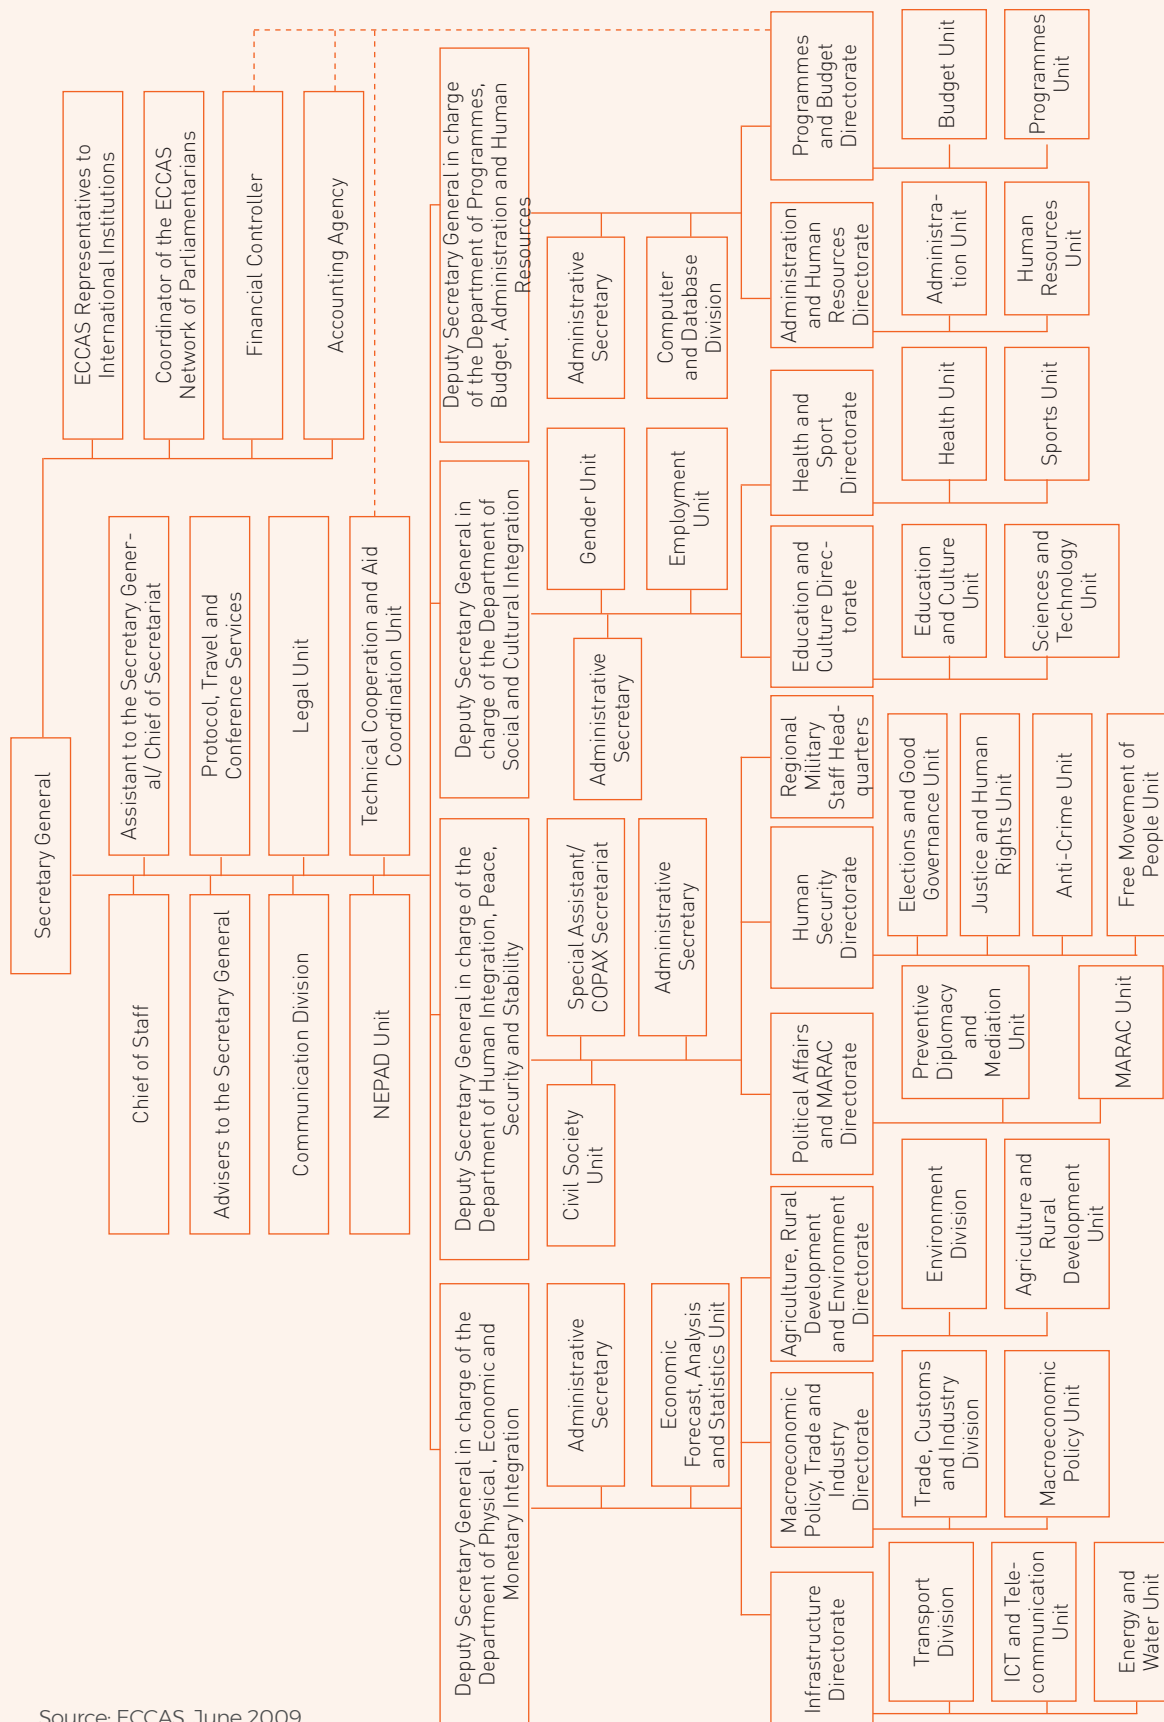 Secretary General
ECCAS Representatives to
International Institutions
Coordinator of the ECCAS
Network of Parliamentarians
Financial Controller
Accounting Agency
Chief of Staff
Assistant to the Secretary Gener-
al/ Chief of Secretariat
Advisers to the Secretary General
Protocol, Travel and
Conference Services
Communication Division
Legal Unit
NEPAD Unit
Technical Cooperation and Aid
Coordination Unit
Deputy Secretary General in charge of the
Department of Physical , Economic and
Monetary Integration
Administrative
Secretary
Economic
Forecast, Analysis
and Statistics Unit
Infrastructure
Directorate
Transport
Division
ICT and Tele-
communication
Unit
Energy and
Water Unit
Macroeconomic
Policy, Trade and
Industry
Directorate
Trade, Customs
and Industry
Division
Macroeconomic
Policy Unit
Agriculture, Rural
Development
and Environment
Directorate
Environment
Division
Agriculture and
Rural
Development
Unit
Deputy Secretary General in charge of the
Department of Human Integration, Peace,
Security and Stability
Civil Society
Unit
Special Assistant/
COPAX Secretariat
Administrative
Secretary
Political Affairs
and MARAC
Directorate
Preventive
Diplomacy
and
Mediation
Unit
MARAC Unit
Human
Security
Directorate
Elections and Good
Governance Unit
Justice and Human
Rights Unit
Anti-Crime Unit
Free Movement of
People Unit
Regional
Military
Staff Head-
quarters
Deputy Secretary General in
charge of the Department of
Social and Cultural Integration
Administrative
Secretary
Gender Unit
Employment
Unit
Education and
Culture Direc-
torate
Education
and Culture
Unit
Sciences and
Technology
Unit
Health and
Sport
Directorate
Health Unit
Sports Unit
Deputy Secretary General in charge
of the Department of Programmes,
Budget, Administration and Human
Resources
Administrative
Secretary
Computer
and Database
Division
Administration
and Human
Resources
Directorate
Administra-
tion Unit
Human
Resources
Unit
Programmes
and Budget
Directorate
Budget Unit
Programmes
Unit
Source: ECCAS, June 2009